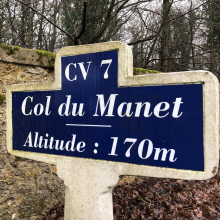 CV 7
Col du Manet
Altitude : 170m